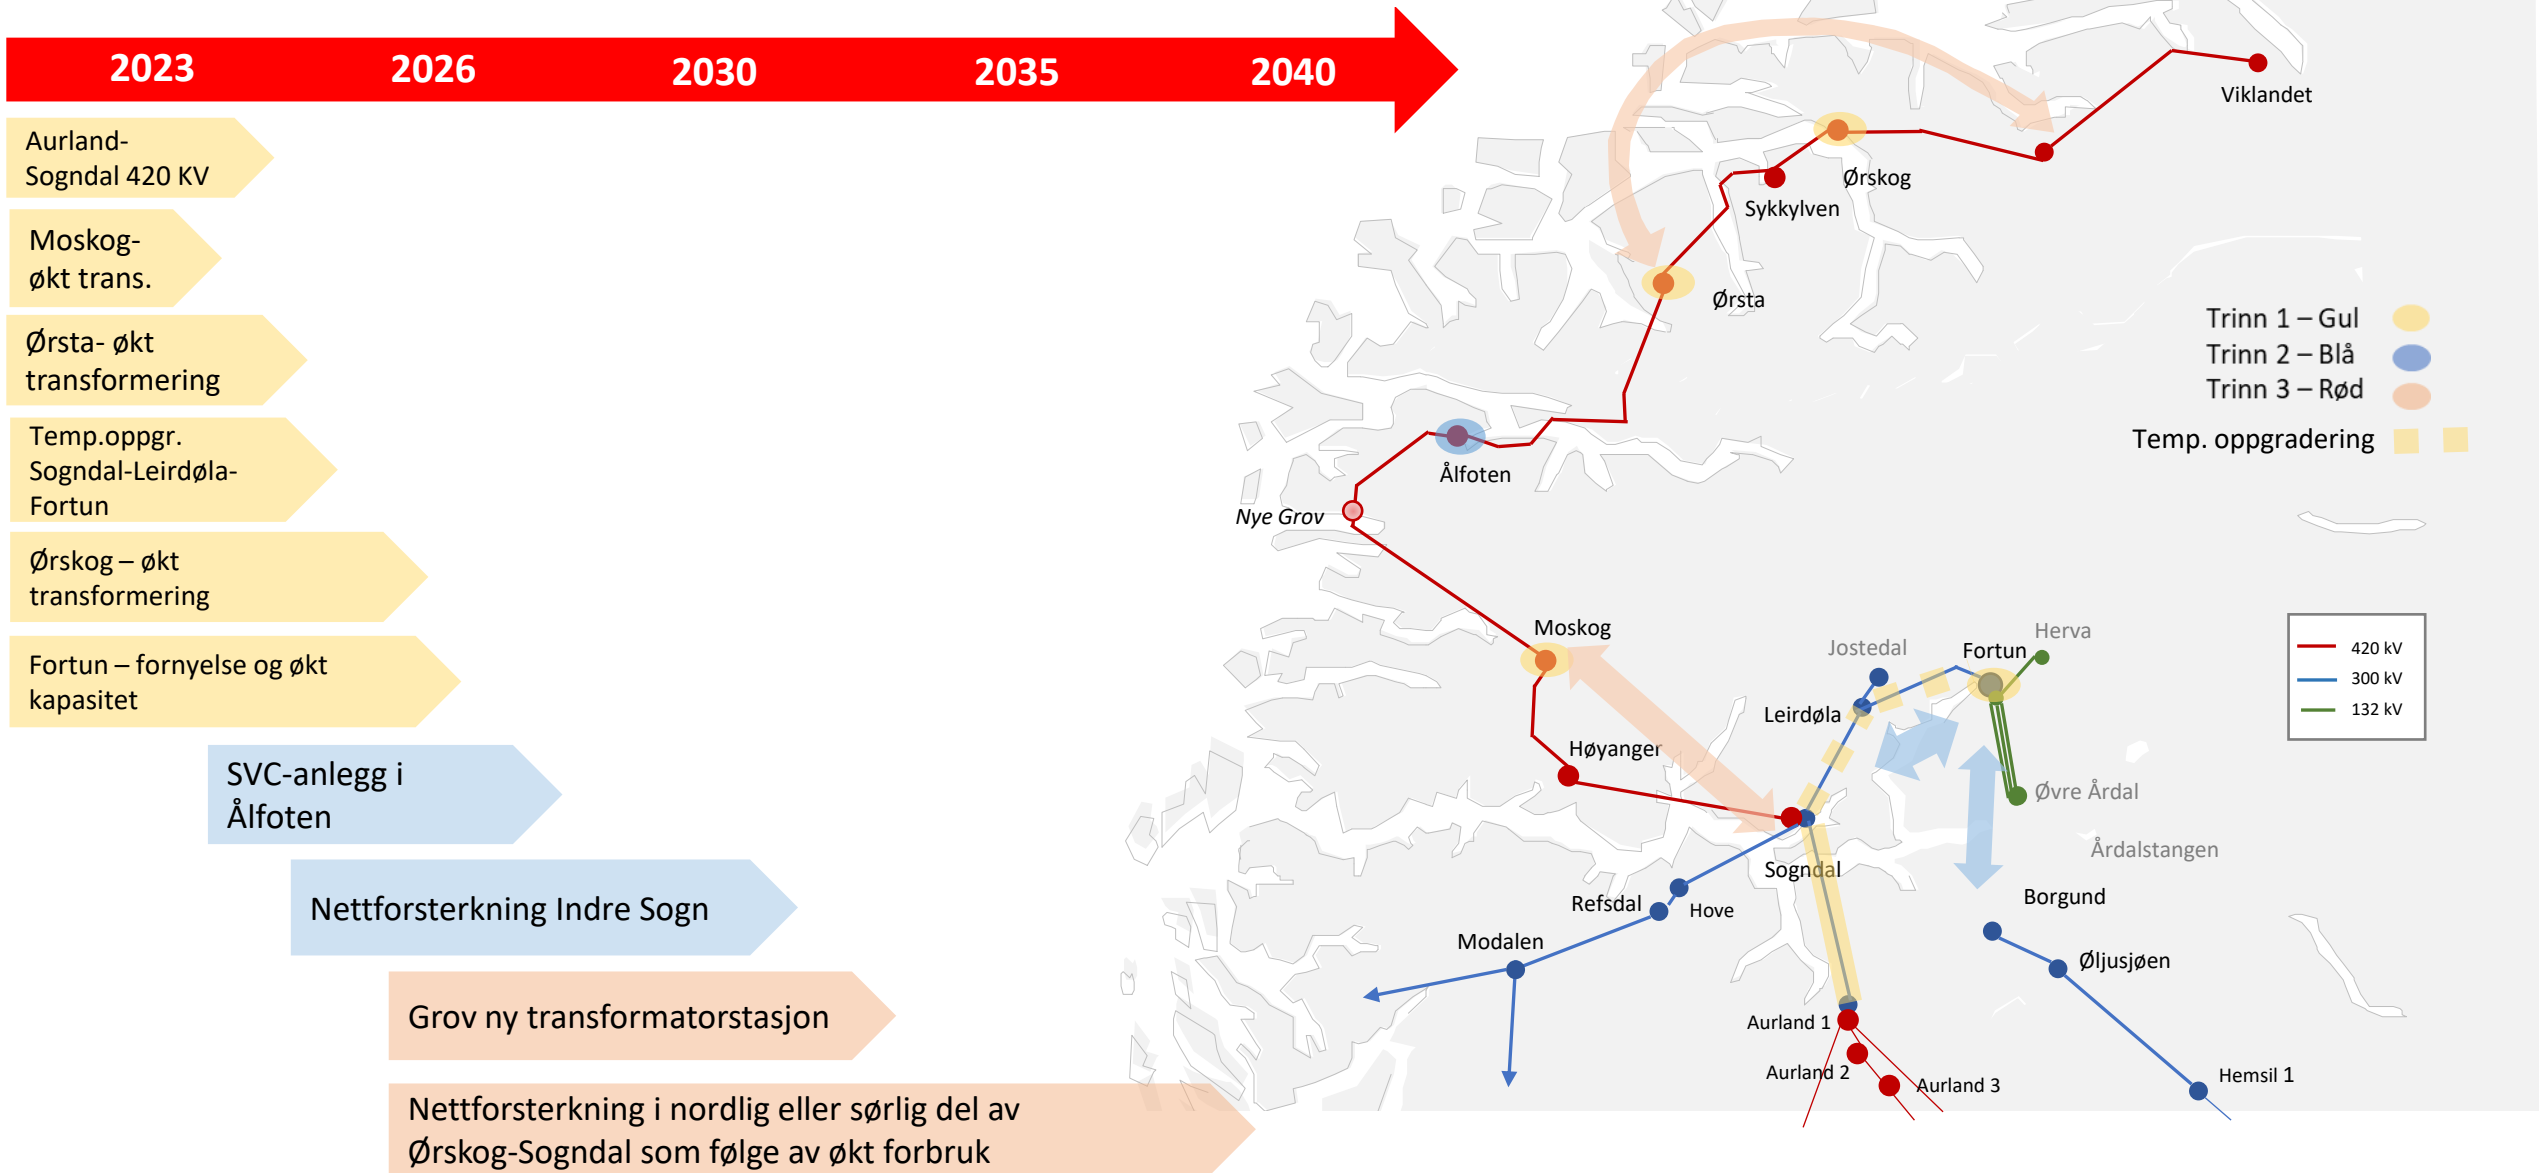 2023 2026 2030 2035 2040
Aurland-
Sogndal 420 KV
Moskog-
økt trans.
Ørsta- økt
transformering
Temp.oppgr.
Sogndal-Leirdøla-
Fortun
Ørskog – økt
transformering
Fortun – fornyelse og økt
kapasitet
SVC-anlegg i
Ålfoten
Nettforsterkning Indre Sogn
Grov ny transformatorstasjon
Nettforsterkning i nordlig eller sørlig del av
Ørskog-Sogndal som følge av økt forbruk
Viklandet
Ørskog
Sykkylven
Ørsta
Ålfoten
Nye Grov
Moskog
Høyanger
Jostedal
Fortun
Herva
Leirdøla
Øvre Årdal
Årdalstangen
Sogndal
Borgund
Refsdal
Hove
Modalen
Øljusjøen
Aurland 1
Aurland 2
Aurland 3
Hemsil 1
Trinn 1 – Gul
Trinn 2 – Blå
Trinn 3 – Rød
Temp. oppgradering
420 kV
300 kV
132 kV